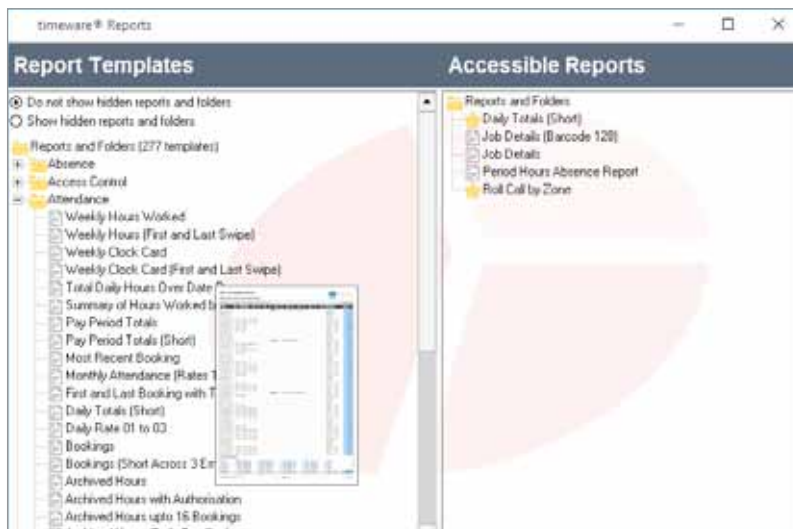 timeware® Reports
Report Templates
Accessible Reports
Do not show hidden reports and folders
Show hidden reports and folders
Reports and Folders (277 templates)
Absence
Access Control
Attendance
Weekly Hours Worked
Weekly Hours (First and Last Swipe)
Weekly Clock Card
Weekly Clock Card (First and Last Swipe)
Total Daily Hours Over Date
Summary of Hours Worked
Pay Period Totals
Pay Period Totals (Short)
Most Recent Booking
Monthly Attendance (Rates
First and Last Booking with
Daily Totals (Short)
Daily Rate 01 to 03
Bookings
Bookings (Short Across 3
Archived Hours
Archived Hours with Authorisation
Archived Hours upto 16 Bookings
Reports and Folders
Daily Totals (Short)
Job Details (Barcode 128)
Job Details
Period Hours Absence Report
Roll Call by Zone